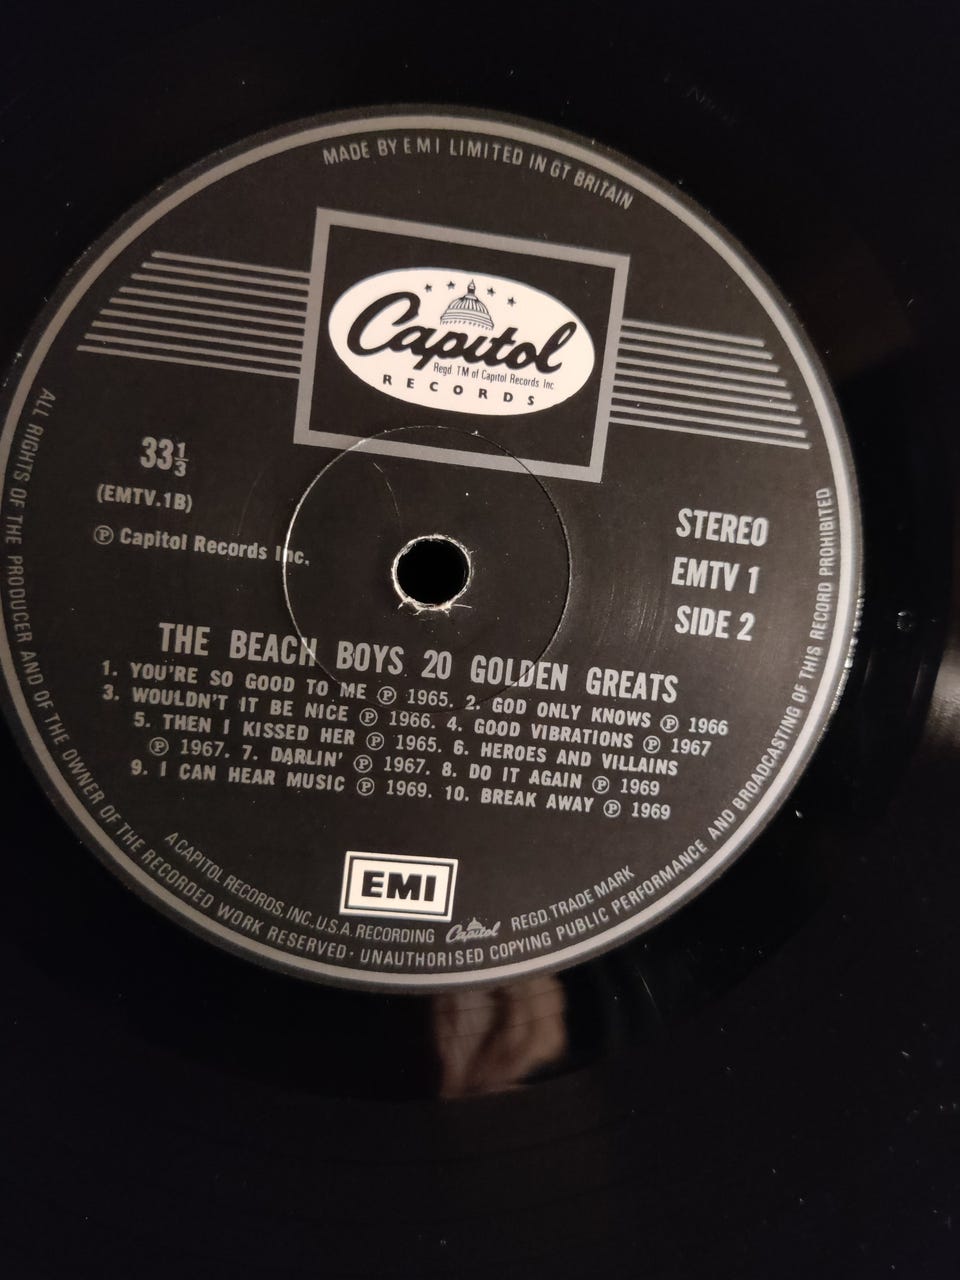 MADE BY EMI LIMITED IN GT BRITAIN
Capitol
Regd. TM of Capitol Records Inc
RECORDS
33⅓
(EMTV.1B)
Ⓟ Capitol Records Inc.
STEREO
EMTV 1
SIDE 2
THE BEACH BOYS 20 GOLDEN GREATS
1. YOU'RE SO GOOD TO ME Ⓟ 1965. 2. GOD ONLY KNOWS Ⓟ 1966
3. WOULDN'T IT BE NICE Ⓟ 1966. 4. GOOD VIBRATIONS Ⓟ 1967
5. THEN I KISSED HER Ⓟ 1965. 6. HEROES AND VILLAINS
Ⓟ 1967. 7. DARLIN' Ⓟ 1967. 8. DO IT AGAIN Ⓟ 1969
9. I CAN HEAR MUSIC Ⓟ 1969. 10. BREAK AWAY Ⓟ 1969
EMI
A CAPITOL RECORDS, INC., U.S.A. RECORDING Capitol REGD. TRADE MARK
ALL RIGHTS OF THE PRODUCER AND OF THE OWNER OF THE RECORDED WORK RESERVED · UNAUTHORISED COPYING PUBLIC PERFORMANCE AND BROADCASTING OF THIS RECORD PROHIBITED